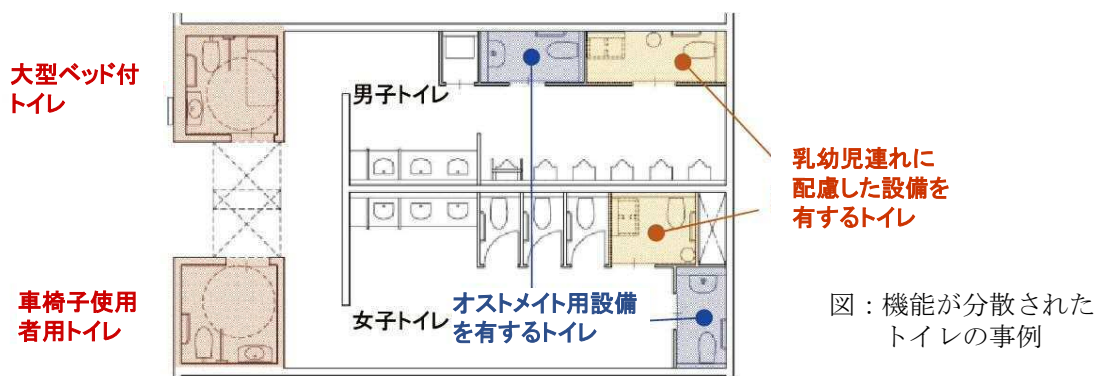 大型ベッド付
トイレ
男子トイレ
乳幼児連れに
配慮した設備を
有するトイレ
車椅子使用
者用トイレ
女子トイレ
オストメイト用設備
を有するトイレ
図：機能が分散された
トイレの事例